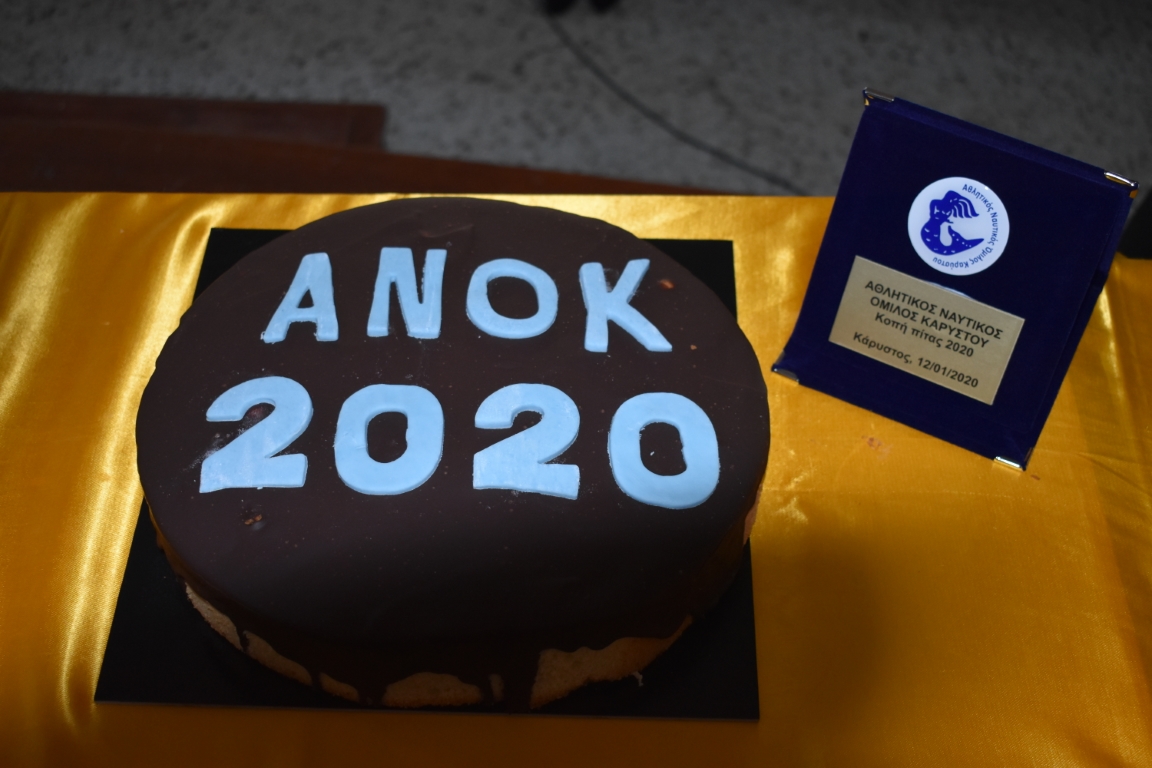 ΑΝΟΚ
2020
Αθλητικός Ναυτικός Όμιλος Καρύστου
ΑΘΛΗΤΙΚΟΣ ΝΑΥΤΙΚΟΣ
ΟΜΙΛΟΣ ΚΑΡΥΣΤΟΥ
Κοπή πίτας 2020
Κάρυστος, 12/01/2020